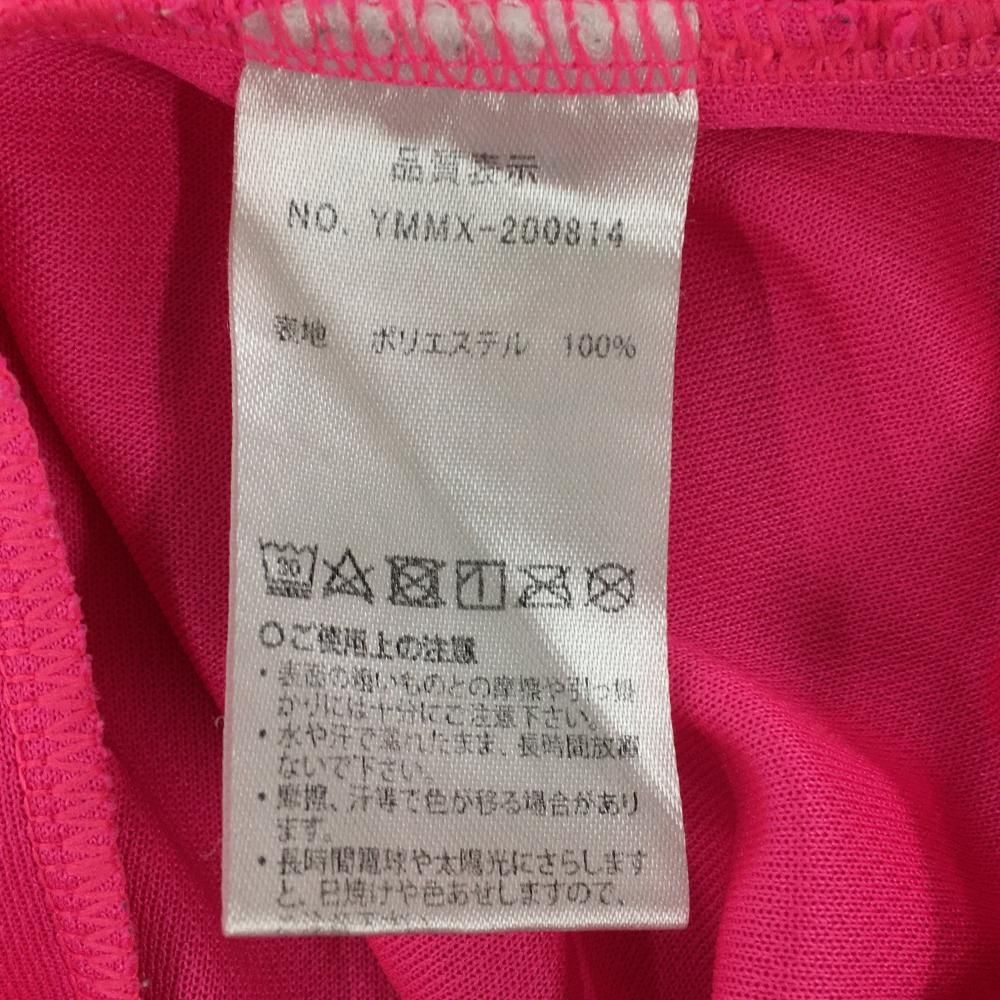 品質表示
NO. YMMX-200814
表地 ポリエステル 100%
30
○ご使用上の注意
・表面の粗いものとの摩擦や引っ掛
かりには十分にご注意下さい。
・水や汗で濡れたまま、長時間放置
ないで下さい。
・摩擦、汗等で色が移る場合があり
ます。
・長時間電球や太陽光にさらします
と、日焼けや色あせしますので、